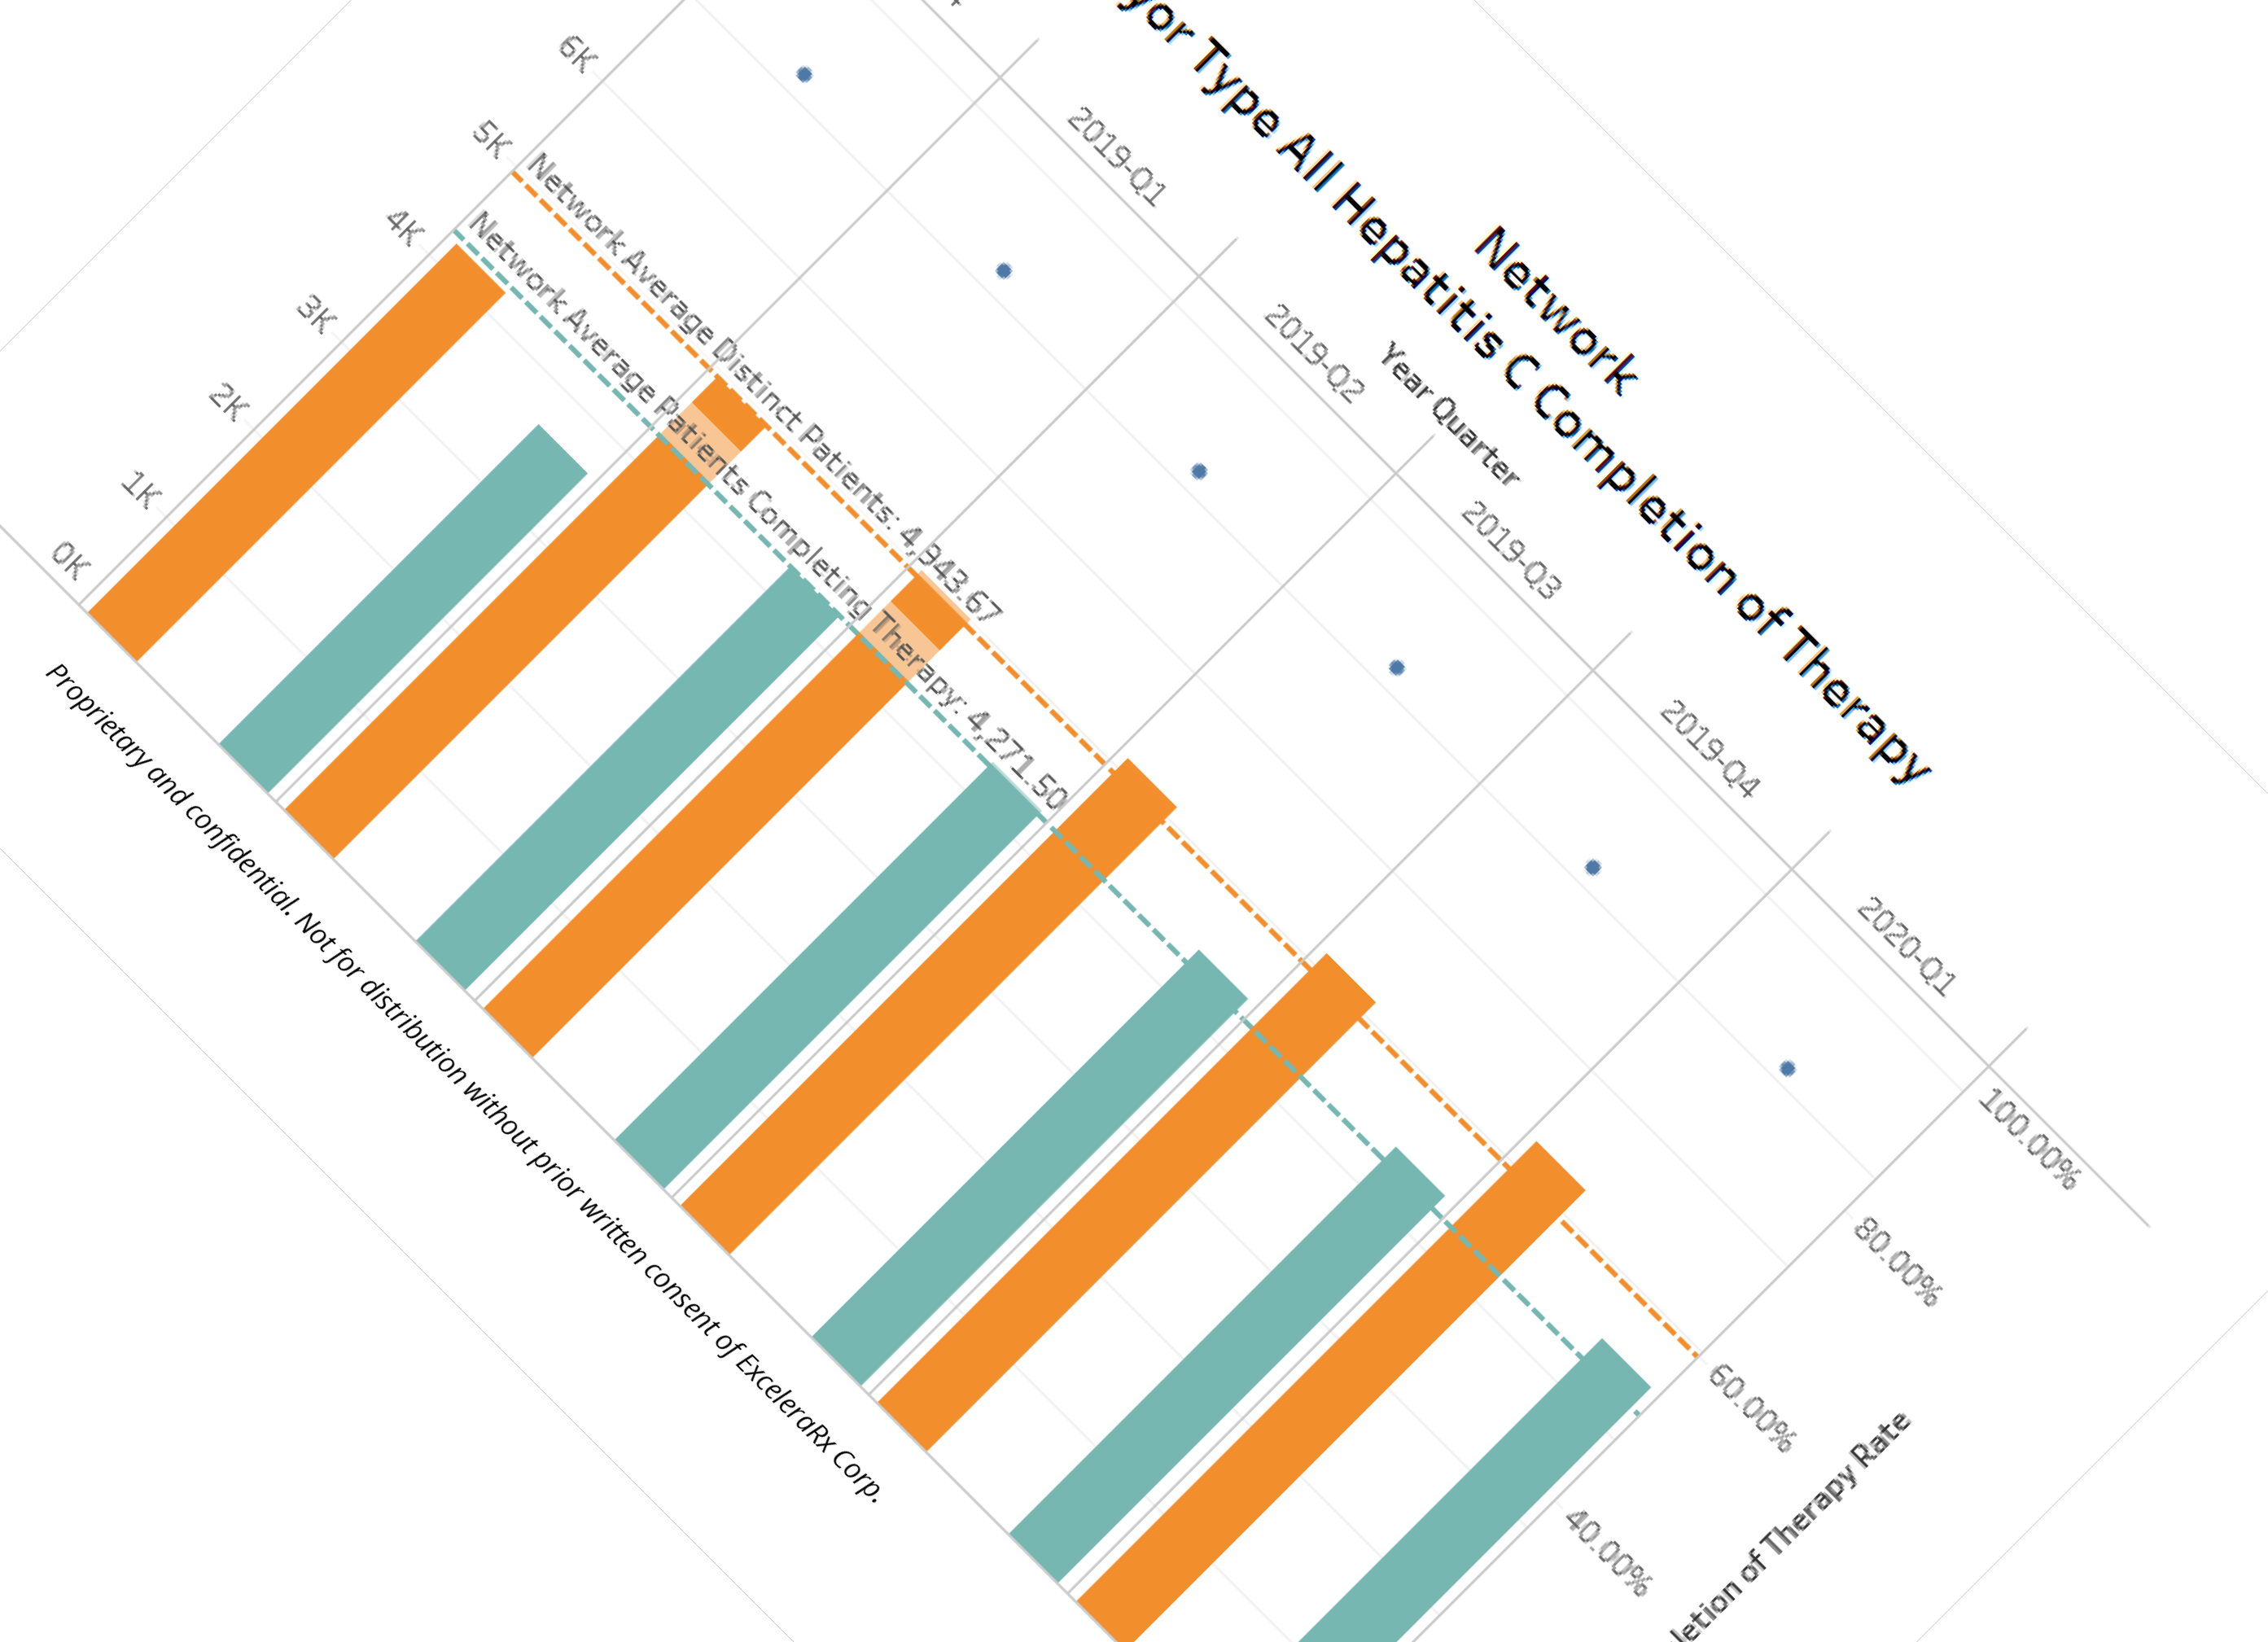 Network
Type All Hepatitis C Completion of Therapy
Year Quarter
2019-Q1
2019-Q2
2019-Q3
2019-Q4
2020-Q1
6K
5K
4K
3K
2K
1K
0K
Network Average Distinct Patients: 4,943.67
Network Average Patients Completing Therapy: 4,271.50
100.00%
80.00%
60.00%
40.00%
of Therapy Rate
Proprietary and confidential. Not for distribution without prior written consent of ExceleraRx Corp.